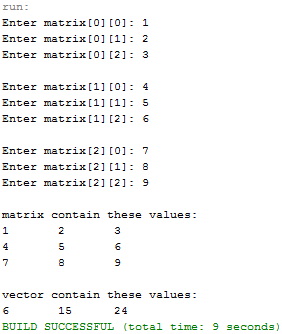 run:
Enter matrix[0][0]: 1
Enter matrix[0][1]: 2
Enter matrix[0][2]: 3
Enter matrix[1][0]: 4
Enter matrix[1][1]: 5
Enter matrix[1][2]: 6
Enter matrix[2][0]: 7
Enter matrix[2][1]: 8
Enter matrix[2][2]: 9
matrix contain these values:
1 2 3
4 5 6
7 8 9
vector contain these values:
6 15 24
BUILD SUCCESSFUL (total time: 9 seconds)